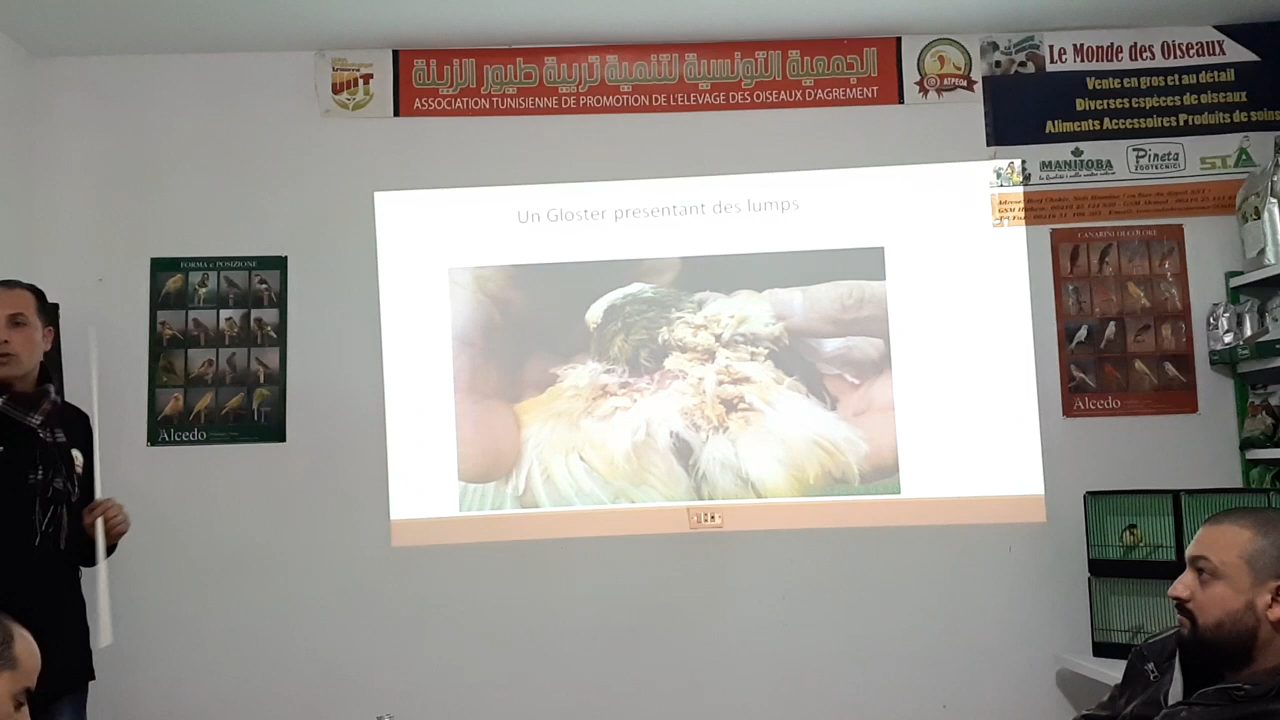 الجمعية التونسية لتنمية تربية طيور الزينة
ASSOCIATION TUNISIENNE DE PROMOTION DE L'ELEVAGE DES OISEAUX D'AGREMENT
ATPEOA
Le Monde des Oiseaux
Vente en gros et au détail
Diverses espèces de oiseaux
Aliments Accessoires Produits de soins
MANITOBA
Pineta
ZOOTECNICI
S.T.A
Un Gloster presentant des lumps
FORMA e POSIZIONE
Alcedo
CANARINI DI COLORE
Alcedo